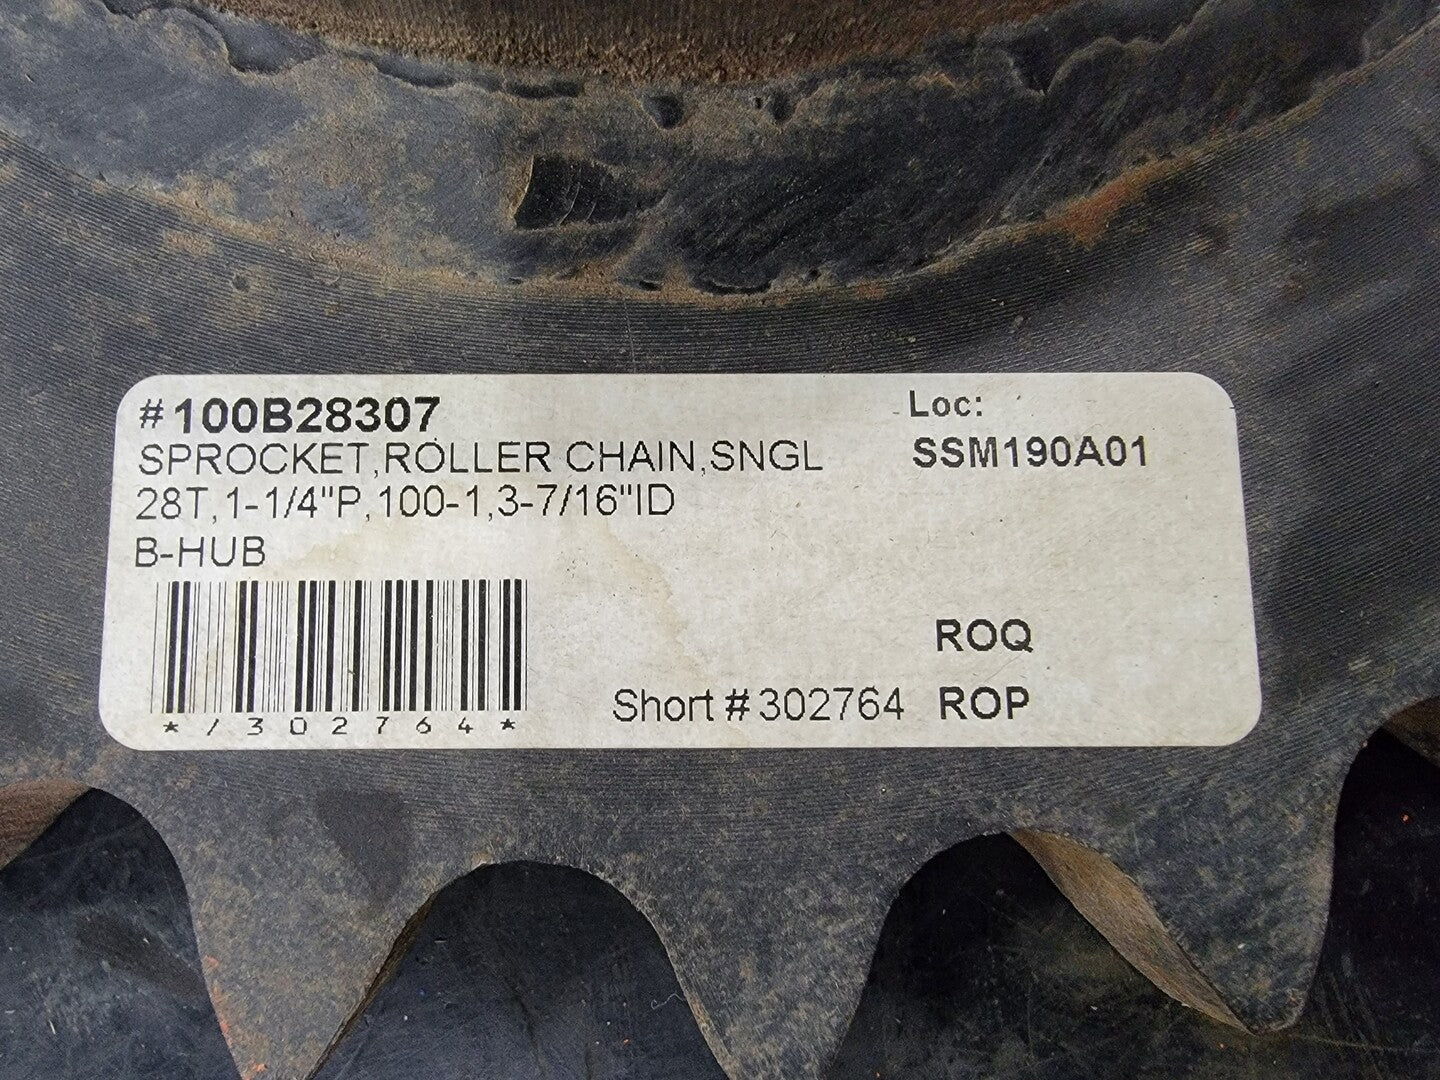 #100B28307
SPROCKET,ROLLER CHAIN,SNGL
28T,1-1/4"P,100-1,3-7/16"ID
B-HUB
*/302764*
Short #302764
Loc:
SSM190A01
ROQ
ROP